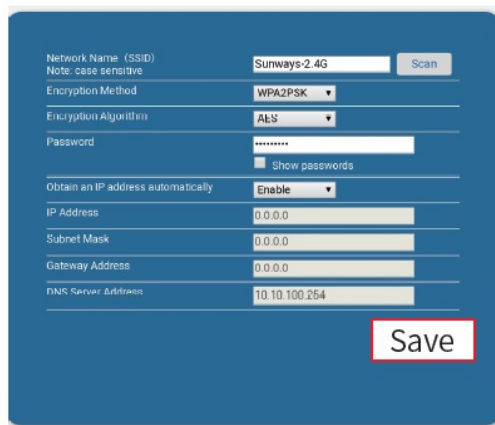 Network Name (SSID)
Note: case sensitive
Sunways-2.4G
Scan
Encryption Method
WPA2PSK
Encryption Algorithm
AES
Password
•••••••••
Show passwords
Obtain an IP address automatically
Enable
IP Address
0.0.0.0
Subnet Mask
0.0.0.0
Gateway Address
0.0.0.0
DNS Server Address
10.10.100.254
Save